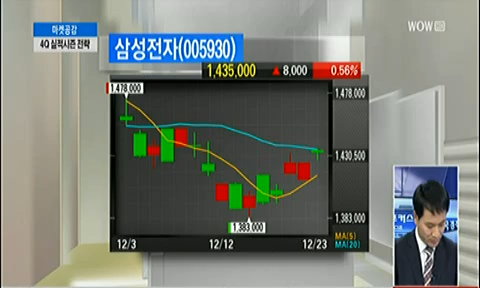 마켓공감
4Q 실적시즌 전략
WOW
삼성전자(005930)
1,435,000 ▲ 8,000 0.56%
1,478,000
1,478,000
1,430,500
1,383,000
1,383,000
12/3 12/12 12/23
MA(5)
MA(20)